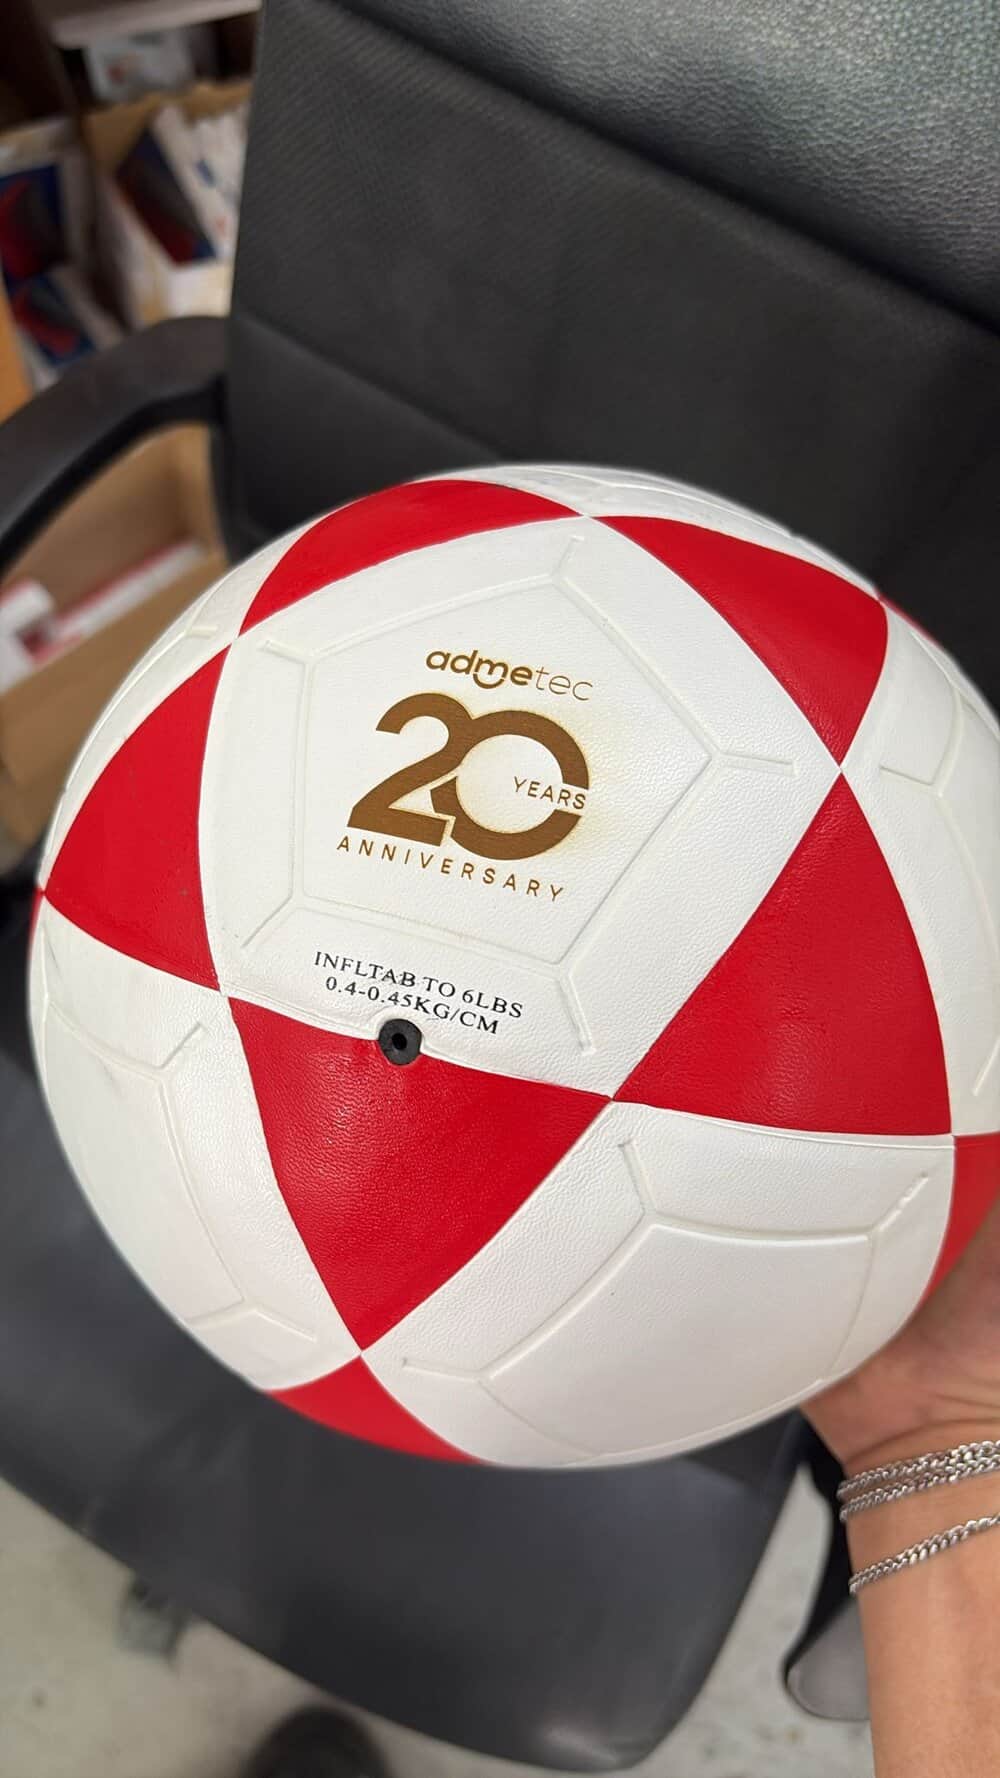 admetec
20
YEARS
ANNIVERSARY
INFLTAB TO 6LBS
0.4-0.45KG/CM